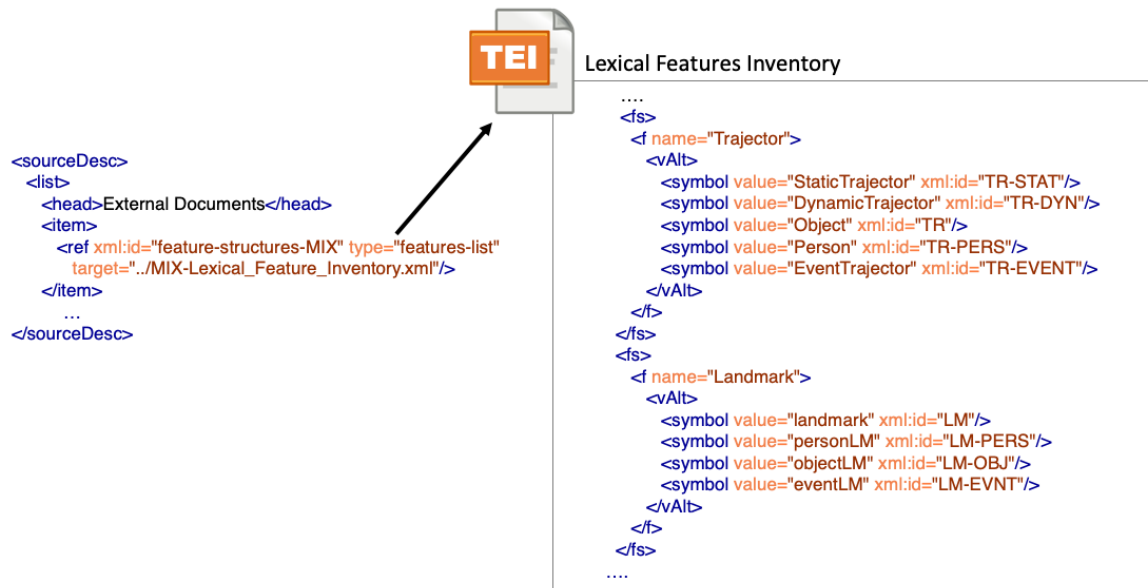 TEI
Lexical Features Inventory
<sourceDesc>
<list>
<head>External Documents</head>
<item>
<ref xml:id="feature-structures-MIX" type="features-list"
target="../MIX-Lexical_Feature_Inventory.xml"/>
</item>
...
</sourceDesc>
....
<fs>
<f name="Trajector">
<vAlt>
<symbol value="StaticTrajector" xml:id="TR-STAT"/>
<symbol value="DynamicTrajector" xml:id="TR-DYN"/>
<symbol value="Object" xml:id="TR"/>
<symbol value="Person" xml:id="TR-PERS"/>
<symbol value="EventTrajector" xml:id="TR-EVENT"/>
</vAlt>
</f>
</fs>
<fs>
<f name="Landmark">
<vAlt>
<symbol value="landmark" xml:id="LM"/>
<symbol value="personLM" xml:id="LM-PERS"/>
<symbol value="objectLM" xml:id="LM-OBJ"/>
<symbol value="eventLM" xml:id="LM-EVNT"/>
</vAlt>
</f>
</fs>
....